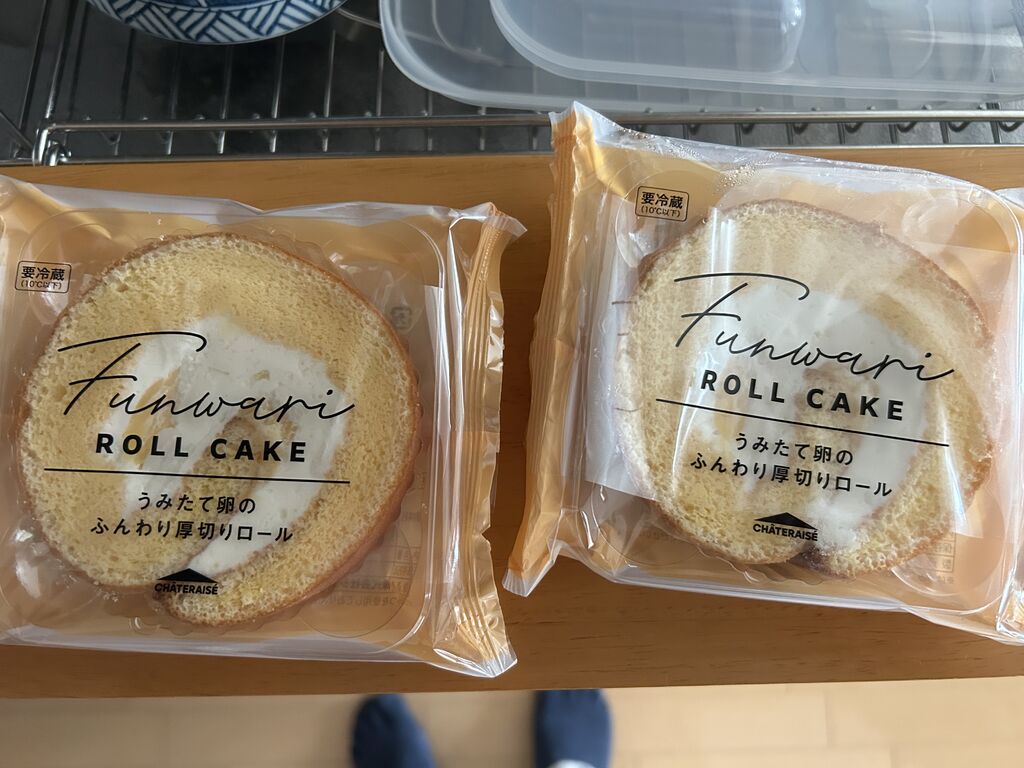 要冷蔵
(10℃以下)
Funwari
ROLL CAKE
うみたて卵の
ふんわり厚切りロール
CHÂTERAISÉ
要冷蔵
(10℃以下)
Funwari
ROLL CAKE
うみたて卵の
ふんわり厚切りロール
CHÂTERAISÉ